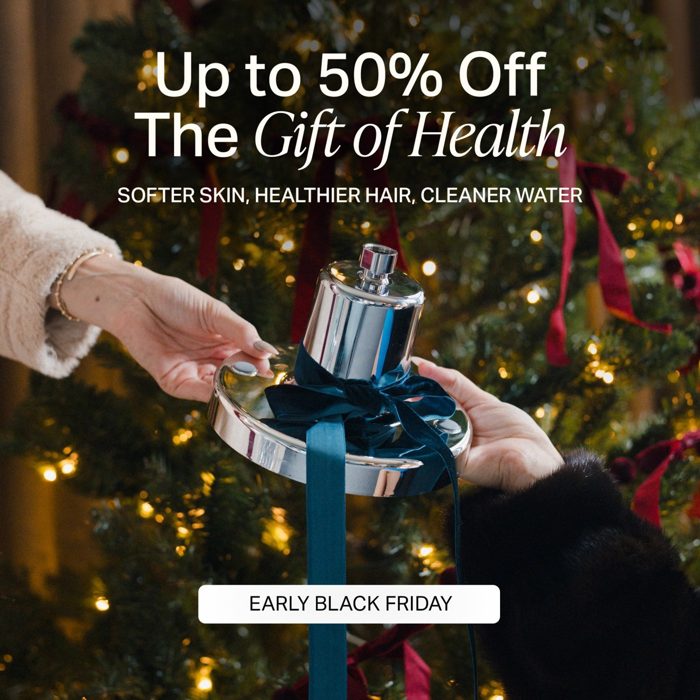 Up to 50% Off
The Gift of Health
SOFTER SKIN, HEALTHIER HAIR, CLEANER WATER
EARLY BLACK FRIDAY